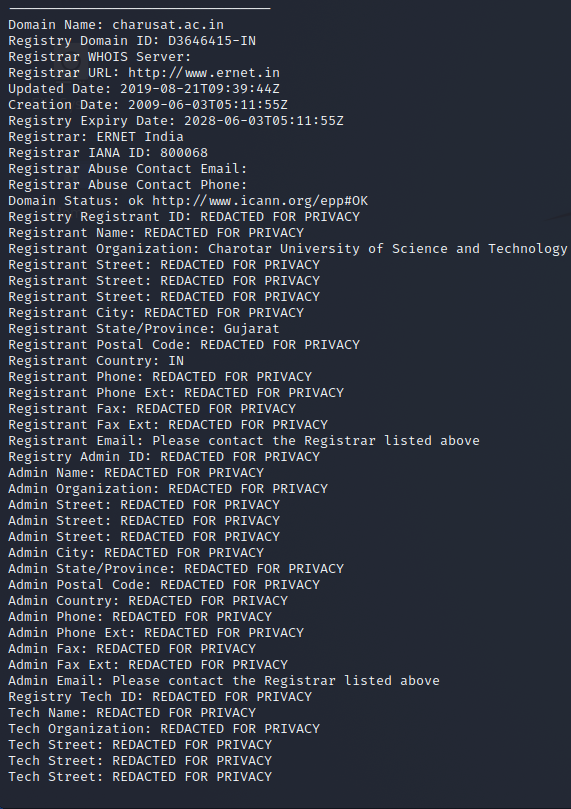 Domain Name: charusat.ac.in
Registry Domain ID: D3646415-IN
Registrar WHOIS Server:
Registrar URL: http://www.ernet.in
Updated Date: 2019-08-21T09:39:44Z
Creation Date: 2009-06-03T05:11:55Z
Registry Expiry Date: 2028-06-03T05:11:55Z
Registrar: ERNET India
Registrar IANA ID: 800068
Registrar Abuse Contact Email:
Registrar Abuse Contact Phone:
Domain Status: ok http://www.icann.org/epp#OK
Registry Registrant ID: REDACTED FOR PRIVACY
Registrant Name: REDACTED FOR PRIVACY
Registrant Organization: Charotar University of Science and Technology
Registrant Street: REDACTED FOR PRIVACY
Registrant Street: REDACTED FOR PRIVACY
Registrant Street: REDACTED FOR PRIVACY
Registrant City: REDACTED FOR PRIVACY
Registrant State/Province: Gujarat
Registrant Postal Code: REDACTED FOR PRIVACY
Registrant Country: IN
Registrant Phone: REDACTED FOR PRIVACY
Registrant Phone Ext: REDACTED FOR PRIVACY
Registrant Fax: REDACTED FOR PRIVACY
Registrant Fax Ext: REDACTED FOR PRIVACY
Registrant Email: Please contact the Registrar listed above
Registry Admin ID: REDACTED FOR PRIVACY
Admin Name: REDACTED FOR PRIVACY
Admin Organization: REDACTED FOR PRIVACY
Admin Street: REDACTED FOR PRIVACY
Admin Street: REDACTED FOR PRIVACY
Admin Street: REDACTED FOR PRIVACY
Admin City: REDACTED FOR PRIVACY
Admin State/Province: REDACTED FOR PRIVACY
Admin Postal Code: REDACTED FOR PRIVACY
Admin Country: REDACTED FOR PRIVACY
Admin Phone: REDACTED FOR PRIVACY
Admin Phone Ext: REDACTED FOR PRIVACY
Admin Fax: REDACTED FOR PRIVACY
Admin Fax Ext: REDACTED FOR PRIVACY
Admin Email: Please contact the Registrar listed above
Registry Tech ID: REDACTED FOR PRIVACY
Tech Name: REDACTED FOR PRIVACY
Tech Organization: REDACTED FOR PRIVACY
Tech Street: REDACTED FOR PRIVACY
Tech Street: REDACTED FOR PRIVACY
Tech Street: REDACTED FOR PRIVACY